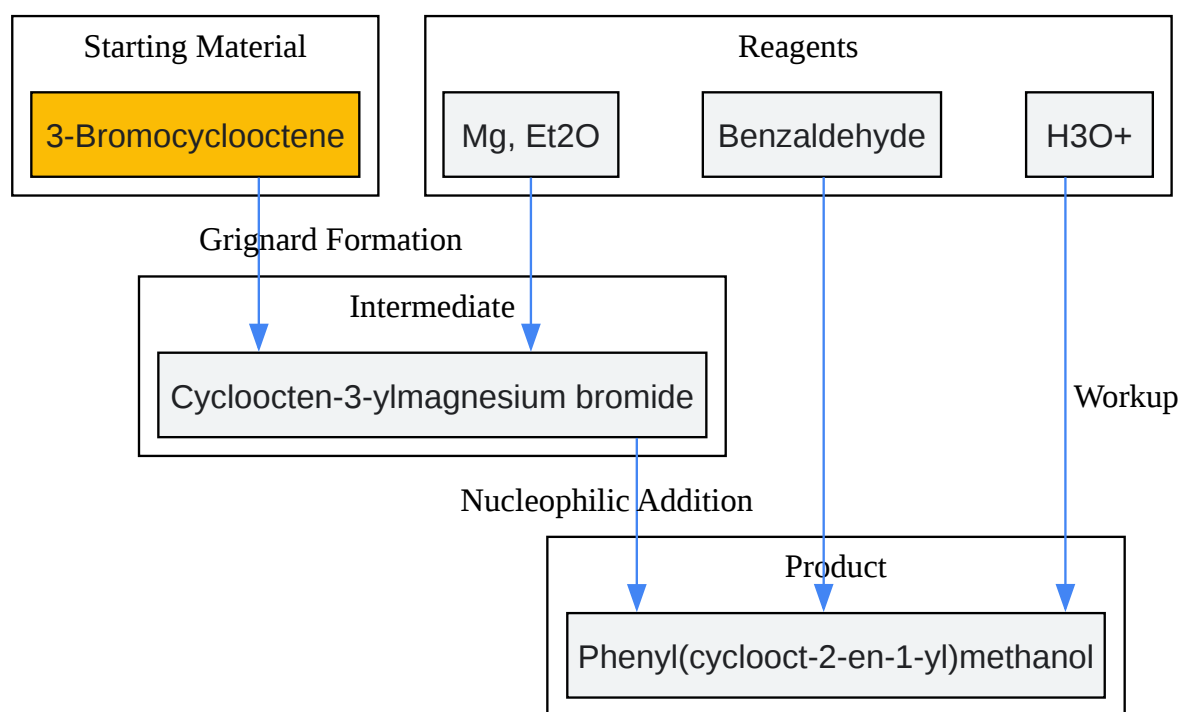 Starting Material
Reagents
3-Bromocyclooctene
Mg, Et2O
Benzaldehyde
H3O+
Grignard Formation
Intermediate
Cycloocten-3-ylmagnesium bromide
Workup
Nucleophilic Addition
Product
Phenyl(cyclooct-2-en-1-yl)methanol